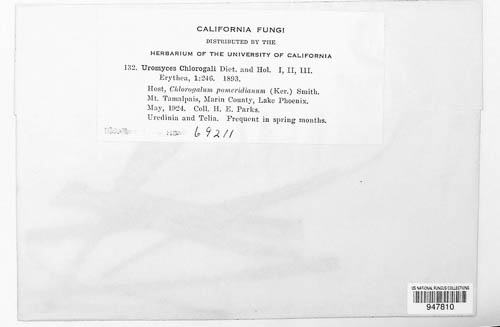 CALIFORNIA FUNGI
DISTRIBUTED BY THE
HERBARIUM OF THE UNIVERSITY OF CALIFORNIA
132. Uromyces Chlorogali Diet. and Hol. I, II, III.
Erythea, 1:246. 1893.
Host, Chlorogalum pomeridianum (Ker.) Smith.
Mt. Tamalpais, Marin County, Lake Phoenix.
May, 1924. Coll. H. E. Parks.
Uredinia and Telia. Frequent in spring months.
69211
US NATIONAL FUNGUS COLLECTIONS
947810